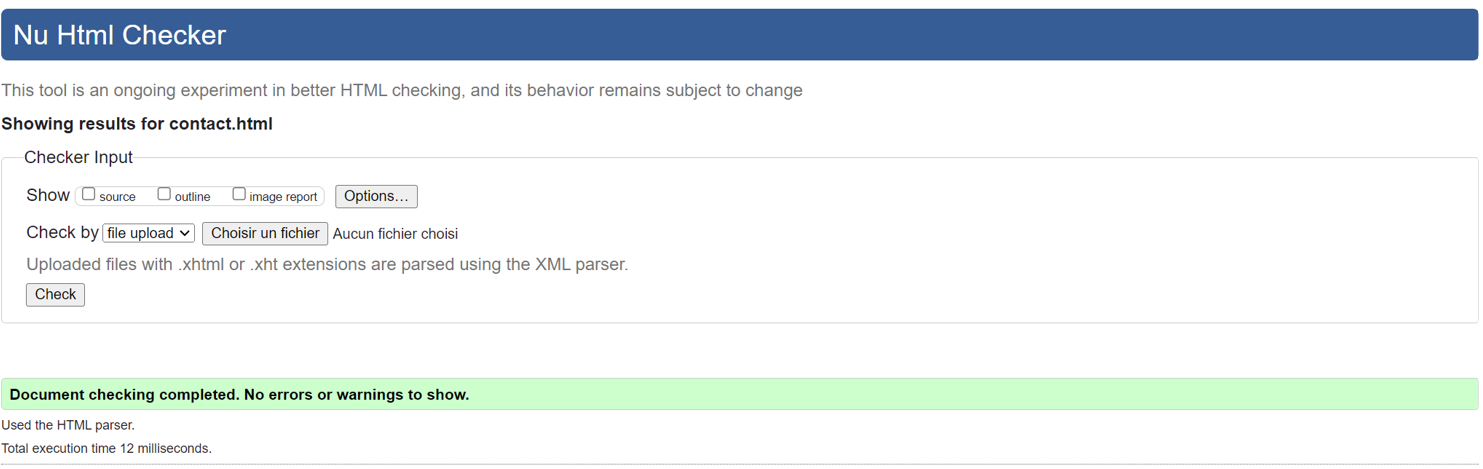 Nu Html Checker
This tool is an ongoing experiment in better HTML checking, and its behavior remains subject to change
Showing results for contact.html
Checker Input
Show source outline image report Options...
Check by file upload Choisir un fichier Aucun fichier choisi
Uploaded files with .xhtml or .xht extensions are parsed using the XML parser.
Check
Document checking completed. No errors or warnings to show.
Used the HTML parser.
Total execution time 12 milliseconds.